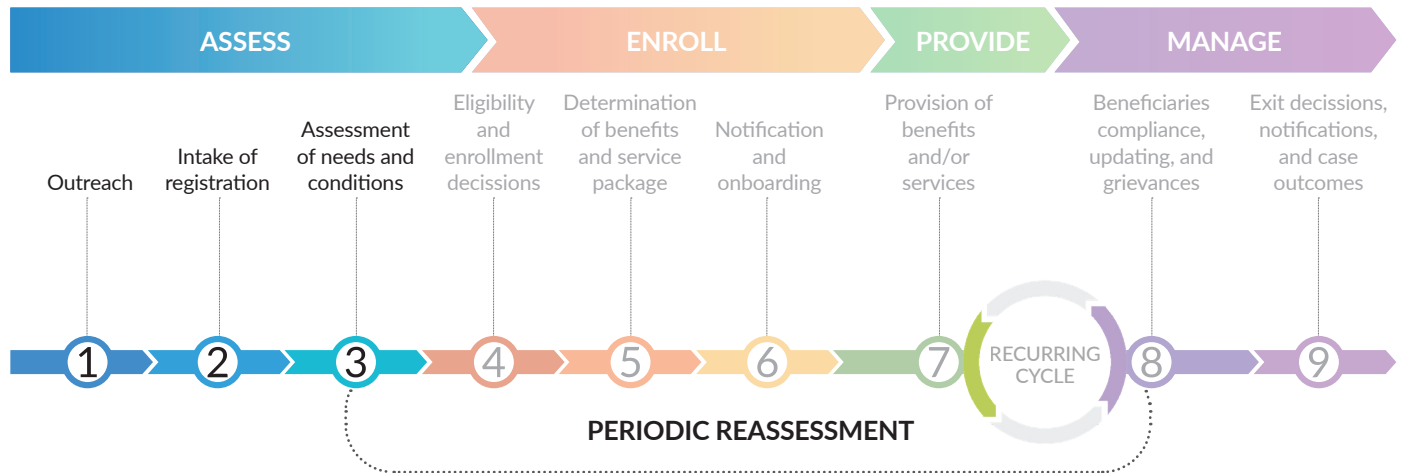 ASSESS
ENROLL
PROVIDE
MANAGE
Outreach
Intake of
registration
Assessment
of needs and
conditions
Eligibility
and
enrollment
decissions
Determination
of benefits
and service
package
Notification
and
onboarding
Provision of
benefits
and/or
services
Beneficiaries
compliance,
updating, and
grievances
Exit decissions,
notifications,
and case
outcomes
1
2
3
4
5
6
7
RECURRING
CYCLE
8
9
PERIODIC REASSESSMENT